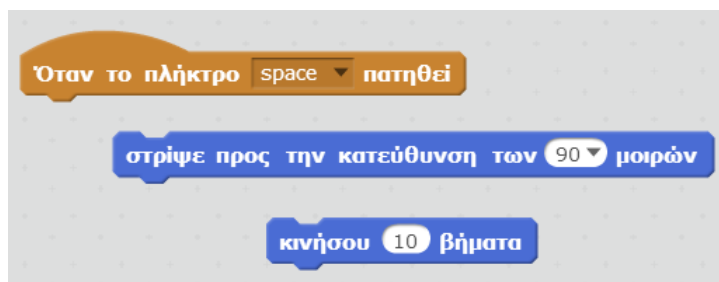 Όταν το πλήκτρο space πατηθεί
στρίψε προς την κατεύθυνση των 90 μοιρών
κινήσου 10 βήματα